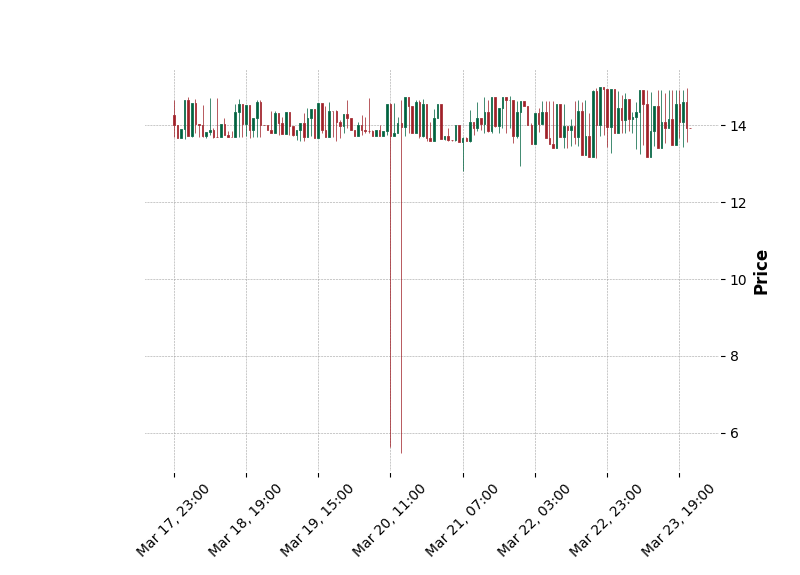 14
12
10
8
6
Price
Mar 17, 23:00
Mar 18, 19:00
Mar 19, 15:00
Mar 20, 11:00
Mar 21, 07:00
Mar 22, 03:00
Mar 22, 23:00
Mar 23, 19:00